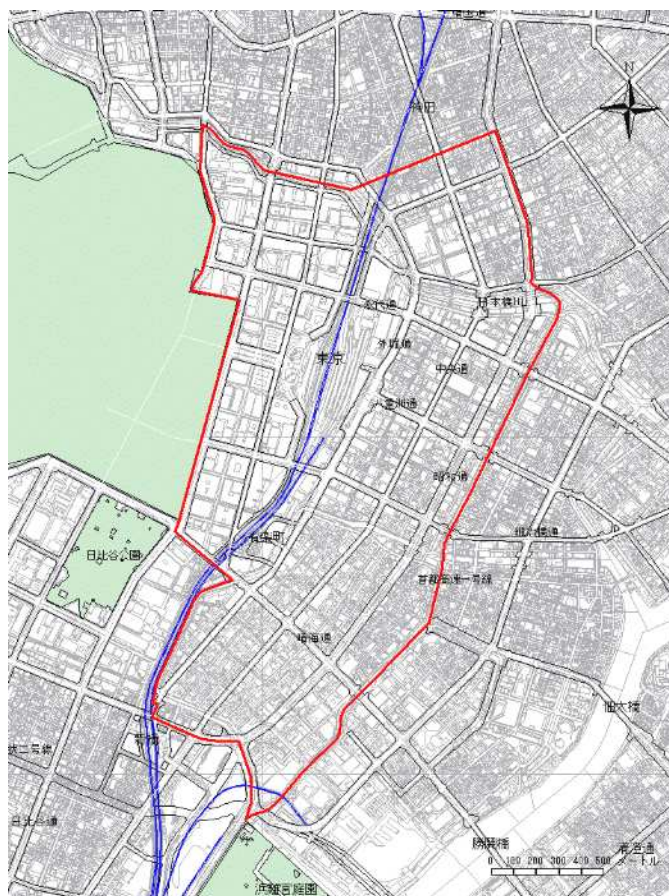 N
神田
永代通
日本橋川
東京
外堀通
中央通
八重洲通
昭和通
有楽町
鍛冶橋通
日比谷公園
首都高速一号線
晴海通
佃大橋
新橋
日比谷通
勝鬨橋
清澄通
0 100 200 300 400 500 メートル
浜離宮庭園